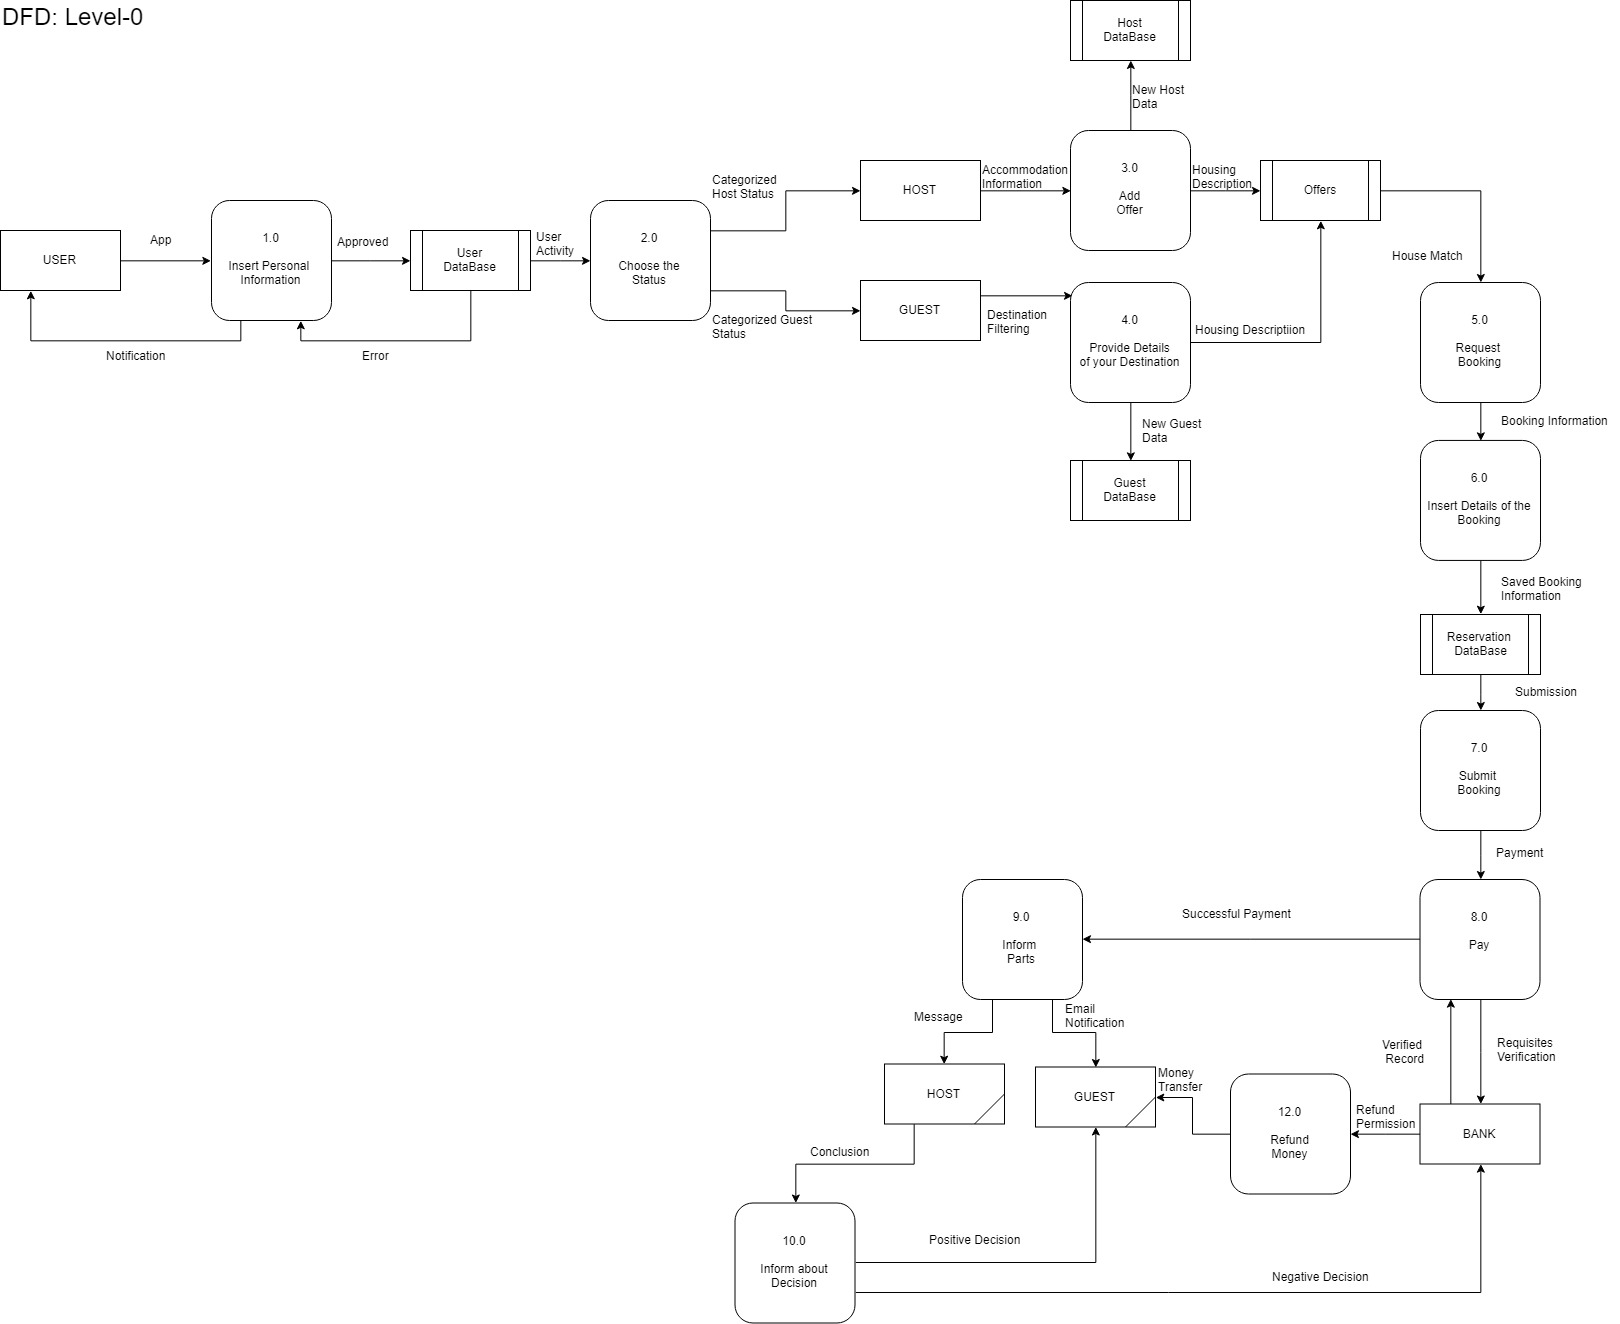 DFD: Level-0
Host
DataBase
New Host
Data
3.0
Add
Offer
Categorized
Host Status
HOST
Accommodation
Information
Housing
Description
Offers
USER
App
1.0
Insert Personal
Information
Approved
User
DataBase
User
Activity
2.0
Choose the
Status
Notification
Error
Categorized Guest
Status
GUEST
Destination
Filtering
4.0
Provide Details
of your Destination
Housing Descriptiion
House Match
5.0
Request
Booking
New Guest
Data
Guest
DataBase
Booking Information
6.0
Insert Details of the
Booking
Saved Booking
Information
Reservation
DataBase
Submission
7.0
Submit
Booking
Payment
8.0
Pay
Successful Payment
9.0
Inform
Parts
Message
Email
Notification
Verified
Record
Requisites
Verification
HOST
GUEST
Money
Transfer
12.0
Refund
Money
Refund
Permission
BANK
Conclusion
10.0
Inform about
Decision
Positive Decision
Negative Decision